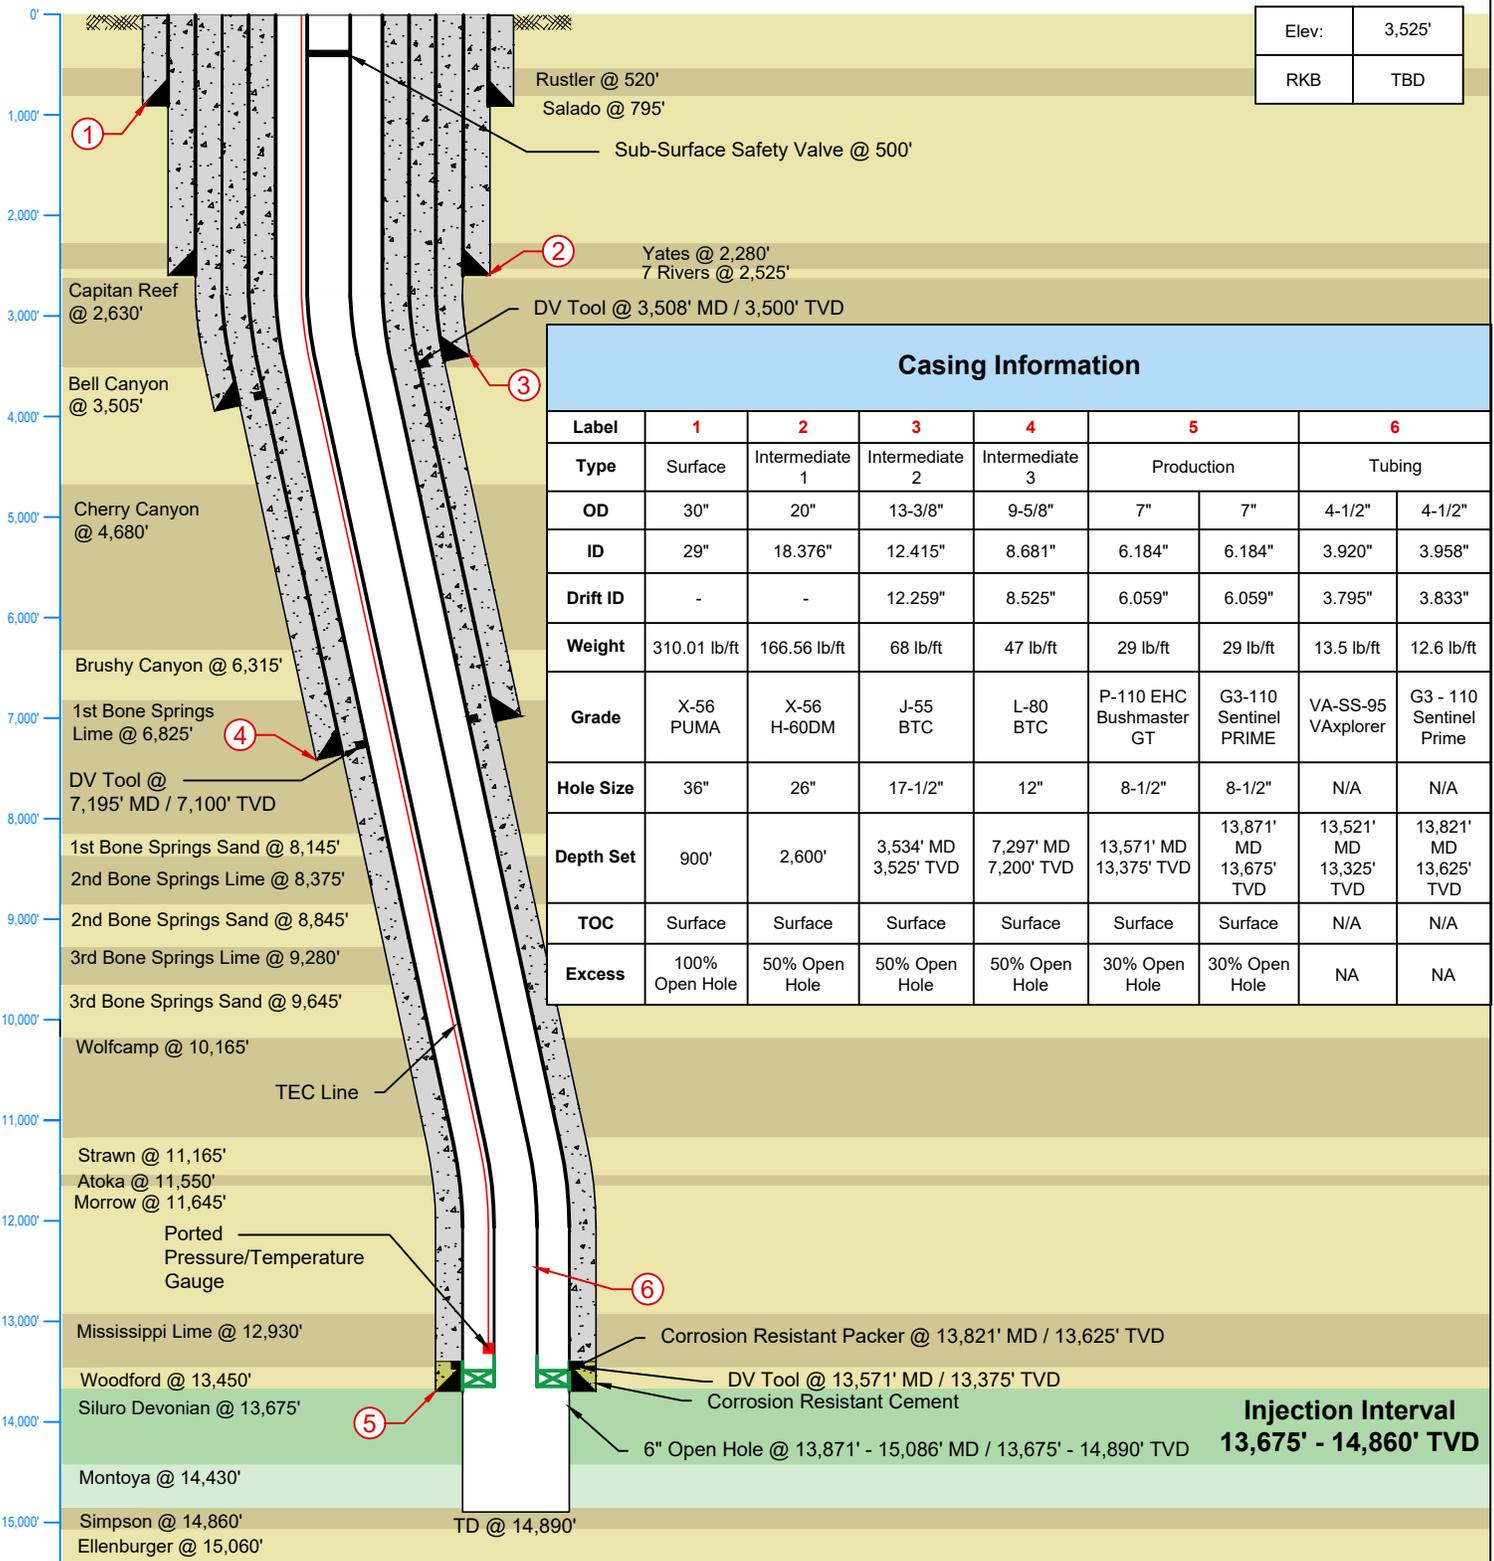 0'
1,000'
2,000'
3,000'
4,000'
5,000'
6,000'
7,000'
8,000'
9,000'
10,000'
11,000'
12,000'
13,000'
14,000'
15,000'
Elev: 3,525'
RKB TBD
Rustler @ 520'
Salado @ 795'
1
Sub-Surface Safety Valve @ 500'
2
Yates @ 2,280'
7 Rivers @ 2,525'
Capitan Reef
@ 2,630'
DV Tool @ 3,508' MD / 3,500' TVD
3
Bell Canyon
@ 3,505'
Cherry Canyon
@ 4,680'
Brushy Canyon @ 6,315'
1st Bone Springs
Lime @ 6,825'
4
DV Tool @
7,195' MD / 7,100' TVD
1st Bone Springs Sand @ 8,145'
2nd Bone Springs Lime @ 8,375'
2nd Bone Springs Sand @ 8,845'
3rd Bone Springs Lime @ 9,280'
3rd Bone Springs Sand @ 9,645'
Wolfcamp @ 10,165'
TEC Line
Casing Information
Label 1 2 3 4 5 6
Type Surface Intermediate 1 Intermediate 2 Intermediate 3 Production Tubing
OD 30" 20" 13-3/8" 9-5/8" 7" 7" 4-1/2" 4-1/2"
ID 29" 18.376" 12.415" 8.681" 6.184" 6.184" 3.920" 3.958"
Drift ID - - 12.259" 8.525" 6.059" 6.059" 3.795" 3.833"
Weight 310.01 lb/ft 166.56 lb/ft 68 lb/ft 47 lb/ft 29 lb/ft 29 lb/ft 13.5 lb/ft 12.6 lb/ft
Grade X-56 PUMA X-56 H-60DM J-55 BTC L-80 BTC P-110 EHC Bushmaster GT G3-110 Sentinel PRIME VA-SS-95 VAxplorer G3 - 110 Sentinel Prime
Hole Size 36" 26" 17-1/2" 12" 8-1/2" 8-1/2" N/A N/A
Depth Set 900' 2,600' 3,534' MD 3,525' TVD 7,297' MD 7,200' TVD 13,571' MD 13,375' TVD 13,871' MD 13,675' TVD 13,521' MD 13,325' TVD 13,821' MD 13,625' TVD
TOC Surface Surface Surface Surface Surface Surface N/A N/A
Excess 100% Open Hole 50% Open Hole 50% Open Hole 50% Open Hole 30% Open Hole 30% Open Hole NA NA
Strawn @ 11,165'
Atoka @ 11,550'
Morrow @ 11,645'
Ported
Pressure/Temperature
Gauge
6
Mississippi Lime @ 12,930'
Corrosion Resistant Packer @ 13,821' MD / 13,625' TVD
Woodford @ 13,450'
DV Tool @ 13,571' MD / 13,375' TVD
Corrosion Resistant Cement
Siluro Devonian @ 13,675'
5
Injection Interval
13,675' - 14,860' TVD
6" Open Hole @ 13,871' - 15,086' MD / 13,675' - 14,890' TVD
Montoya @ 14,430'
Simpson @ 14,860'
TD @ 14,890'
Ellenburger @ 15,060'